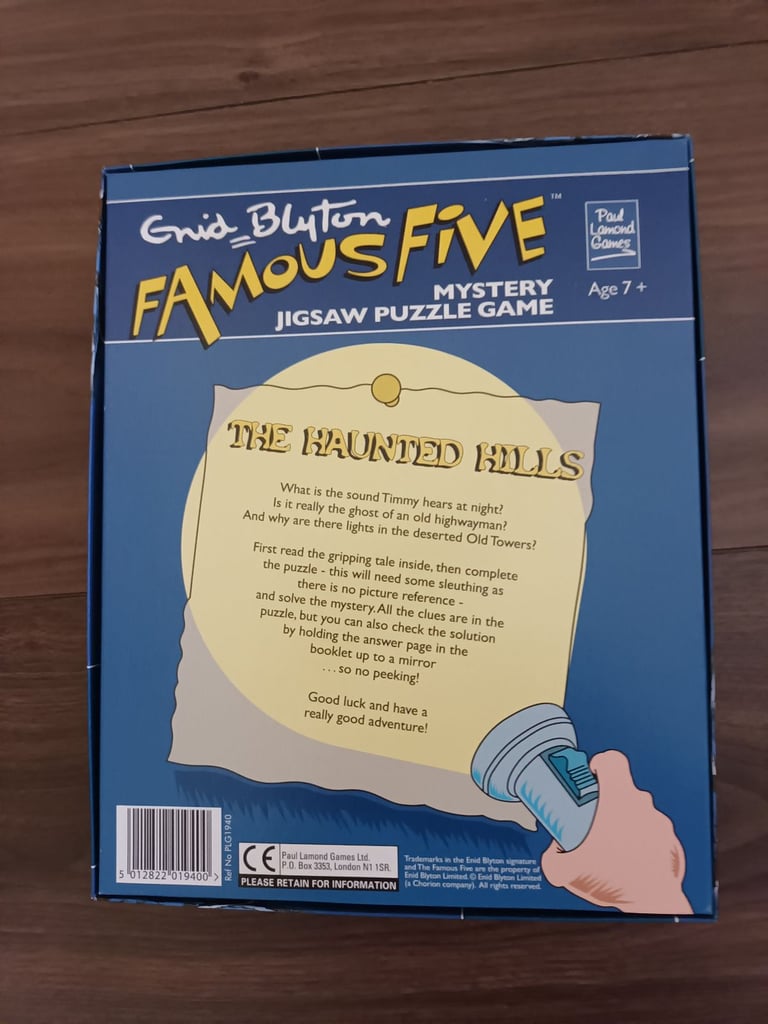 Enid Blyton
FAMOUS FIVE™
MYSTERY
JIGSAW PUZZLE GAME
Paul
Lamond
Games
Age 7 +
THE HAUNTED HILLS
What is the sound Timmy hears at night?
Is it really the ghost of an old highwayman?
And why are there lights in the deserted Old Towers?
First read the gripping tale inside, then complete
the puzzle - this will need some sleuthing as
there is no picture reference -
and solve the mystery. All the clues are in the
puzzle, but you can also check the solution
by holding the answer page in the
booklet up to a mirror
...so no peeking!
Good luck and have a
really good adventure!
5 012822 019400 >
Ref No PLG1940
CE
Paul Lamond Games Ltd.
P.O. Box 3353, London N1 1SR.
PLEASE RETAIN FOR INFORMATION
Trademarks in the Enid Blyton signature
and The Famous Five are the property of
Enid Blyton Limited. © Enid Blyton Limited
(a Chorion company). All rights reserved.